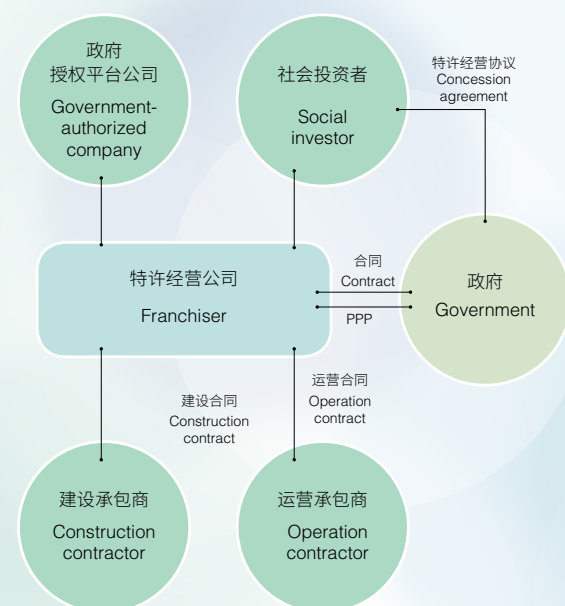 政府
授权平台公司
Government-
authorized
company
社会投资者
Social
investor
特许经营协议
Concession
agreement
特许经营公司
Franchiser
合同
Contract
PPP
政府
Government
建设合同
Construction
contract
运营合同
Operation
contract
建设承包商
Construction
contractor
运营承包商
Operation
contractor